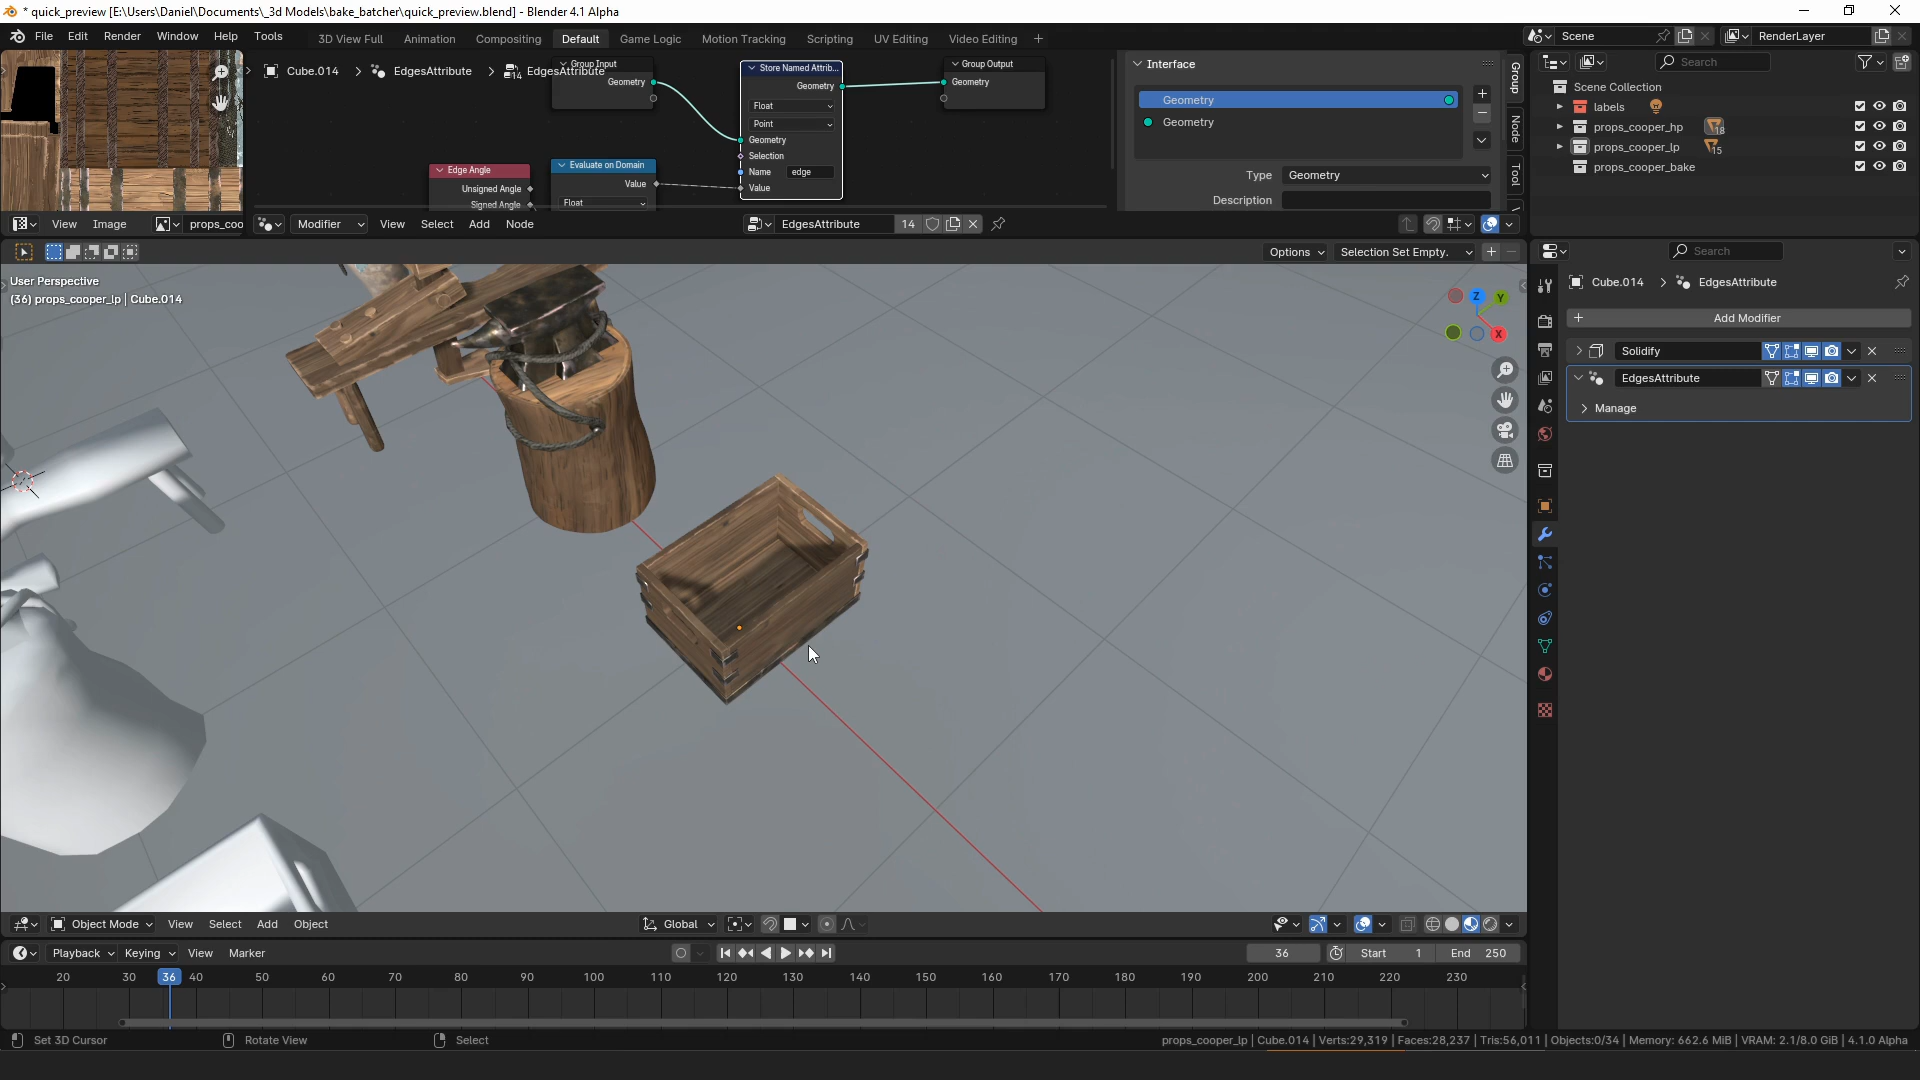 * quick_preview [E:\Users\Daniel\Documents\_3d Models\bake_batcher\quick_preview.blend] - Blender 4.1 Alpha
File Edit Render Window Help Tools
3D View Full Animation Compositing Default Game Logic Motion Tracking Scripting UV Editing Video Editing +
Scene
RenderLayer
Cube.014 > EdgesAttribute > EdgesAttribute
Group Input
Geometry
Store Named Attrib...
Geometry
Float
Point
Geometry
Selection
Name edge
Value
Group Output
Geometry
Edge Angle
Unsigned Angle
Signed Angle
Evaluate on Domain
Value
Float
Interface
Geometry
Geometry
Type Geometry
Description
Group
Node
Tool
Search
Scene Collection
labels
props_cooper_hp 18
props_cooper_lp 15
props_cooper_bake
View Image props_coo
Modifier View Select Add Node
EdgesAttribute 14
Options Selection Set Empty.
User Perspective
(36) props_cooper_lp | Cube.014
Z
Y
X
Search
Cube.014 > EdgesAttribute
+ Add Modifier
Solidify
EdgesAttribute
Manage
Object Mode View Select Add Object
Global
Playback Keying View Marker
36
Start 1
End 250
20 30 36 40 50 60 70 80 90 100 110 120 130 140 150 160 170 180 190 200 210 220 230
Set 3D Cursor
Rotate View
Select
props_cooper_lp | Cube.014 | Verts:29,319 | Faces:28,237 | Tris:56,011 | Objects:0/34 | Memory: 662.6 MiB | VRAM: 2.1/8.0 GiB | 4.1.0 Alpha